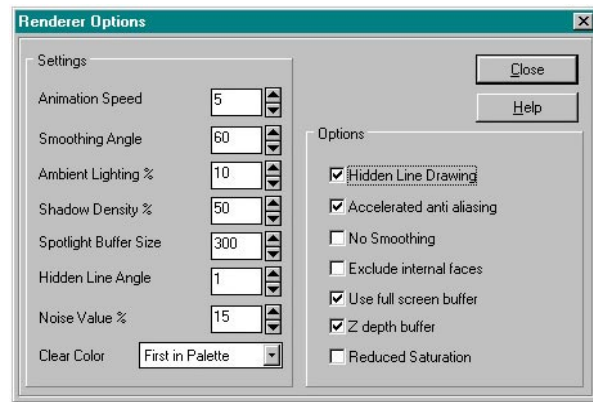 Renderer Options
Settings
Animation Speed 5
Smoothing Angle 60
Ambient Lighting % 10
Shadow Density % 50
Spotlight Buffer Size 300
Hidden Line Angle 1
Noise Value % 15
Clear Color First in Palette
Close
Help
Options
Hidden Line Drawing
Accelerated anti aliasing
No Smoothing
Exclude internal faces
Use full screen buffer
Z depth buffer
Reduced Saturation